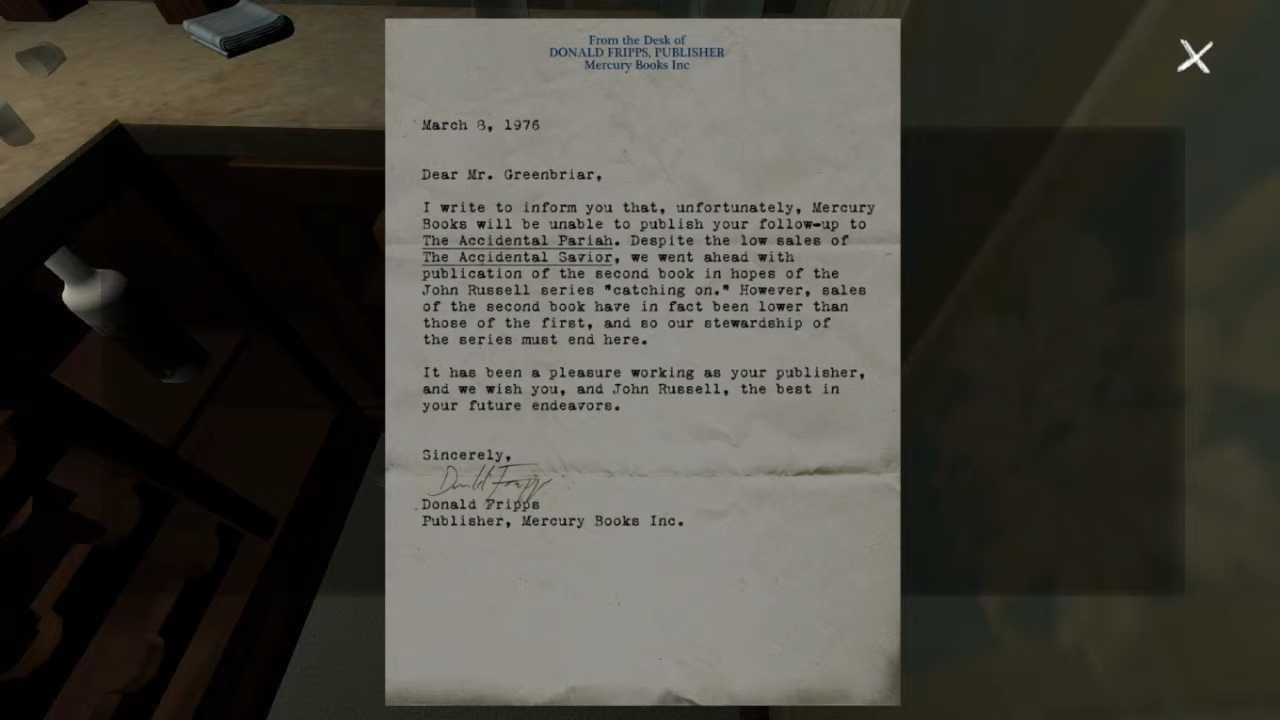 From the Desk of
DONALD FRIPPS, PUBLISHER
Mercury Books Inc
March 8, 1976
Dear Mr. Greenbriar,
I write to inform you that, unfortunately, Mercury
Books will be unable to publish your follow-up to
The Accidental Pariah. Despite the low sales of
The Accidental Savior, we went ahead with
publication of the second book in hopes of the
John Russell series "catching on." However, sales
of the second book have in fact been lower than
those of the first, and so our stewardship of
the series must end here.
It has been a pleasure working as your publisher,
and we wish you, and John Russell, the best in
your future endeavors.
Sincerely,
Donald Fripps
Donald Fripps
Publisher, Mercury Books Inc.